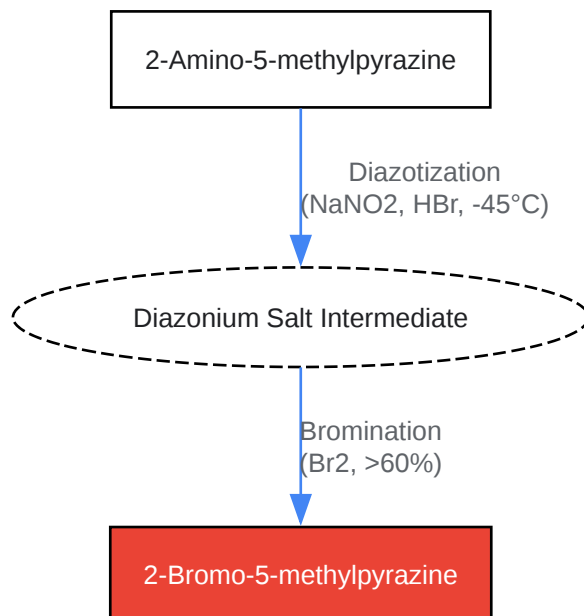 2-Amino-5-methylpyrazine
Diazotization
(NaNO2, HBr, -45°C)
Diazonium Salt Intermediate
Bromination
(Br2, >60%)
2-Bromo-5-methylpyrazine